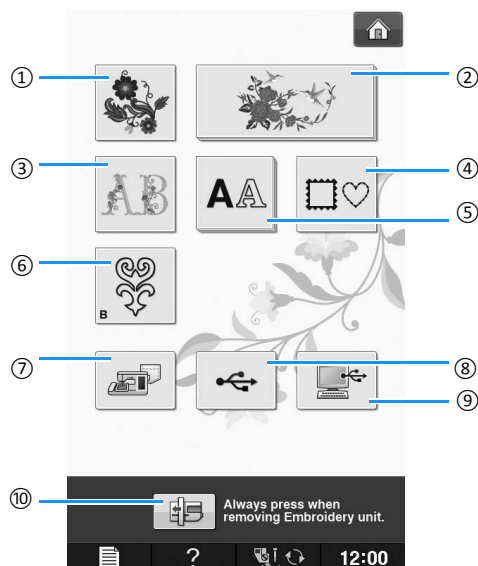 ①
②
③
AB
AA
④
⑤
⑥
B
⑦
⑧
⑨
⑩
Always press when
removing Embroidery unit.
?
12:00